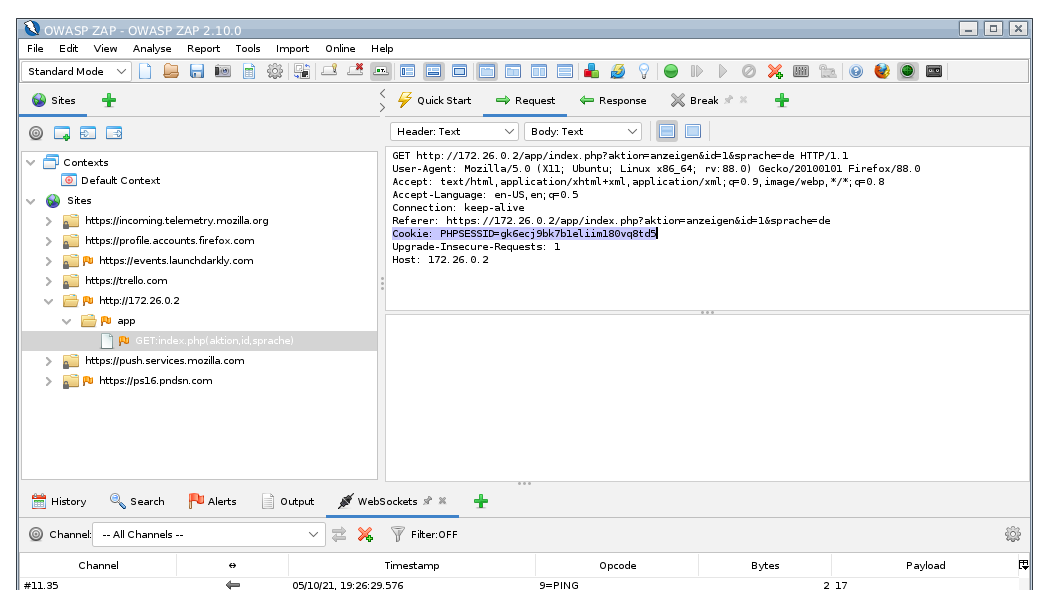 OWASP ZAP - OWASP ZAP 2.10.0
File Edit View Analyse Report Tools Import Online Help
Standard Mode
Sites
Quick Start Request Response Break
Header: Text Body: Text
Contexts
Default Context
Sites
https://incoming.telemetry.mozilla.org
https://profile.accounts.firefox.com
https://events.launchdarkly.com
https://trello.com
http://172.26.0.2
app
GET:index.php(aktion,id,sprache)
https://push.services.mozilla.com
https://ps16.pndsn.com
GET http://172.26.0.2/app/index.php?aktion=anzeigen&id=1&sprache=de HTTP/1.1
User-Agent: Mozilla/5.0 (X11; Ubuntu; Linux x86_64; rv:88.0) Gecko/20100101 Firefox/88.0
Accept: text/html,application/xhtml+xml,application/xml;q=0.9,image/webp,*/*;q=0.8
Accept-Language: en-US,en;q=0.5
Connection: keep-alive
Referer: https://172.26.0.2/app/index.php?aktion=anzeigen&id=1&sprache=de
Cookie: PHPSESSID=gk6ecj9bk7b1eliim180vq8td5
Upgrade-Insecure-Requests: 1
Host: 172.26.0.2
History Search Alerts Output WebSockets
Channel: -- All Channels -- Filter:OFF
Channel ↔ Timestamp Opcode Bytes Payload
#11.35 05/10/21, 19:26:29.576 9=PING 2 17